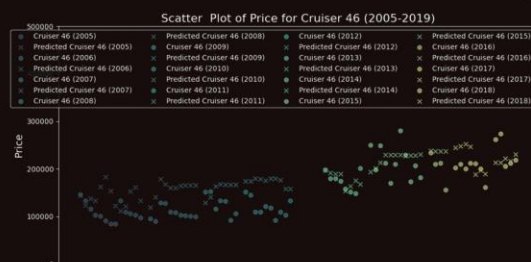 Scatter Plot of Price for Cruiser 46 (2005-2019)
500000
Cruiser 46 (2005) Predicted Cruiser 46 (2008) Cruiser 46 (2012) Predicted Cruiser 46 (2015)
Predicted Cruiser 46 (2005) Cruiser 46 (2009) Predicted Cruiser 46 (2012) Cruiser 46 (2016)
Cruiser 46 (2006) Predicted Cruiser 46 (2009) Cruiser 46 (2013) Predicted Cruiser 46 (2016)
Predicted Cruiser 46 (2006) Cruiser 46 (2010) Predicted Cruiser 46 (2013) Cruiser 46 (2017)
Cruiser 46 (2007) Predicted Cruiser 46 (2010) Cruiser 46 (2014) Predicted Cruiser 46 (2017)
Predicted Cruiser 46 (2007) Cruiser 46 (2011) Predicted Cruiser 46 (2014) Cruiser 46 (2018)
Cruiser 46 (2008) Predicted Cruiser 46 (2011) Cruiser 46 (2015) Predicted Cruiser 46 (2018)
300000
Price
200000
100000